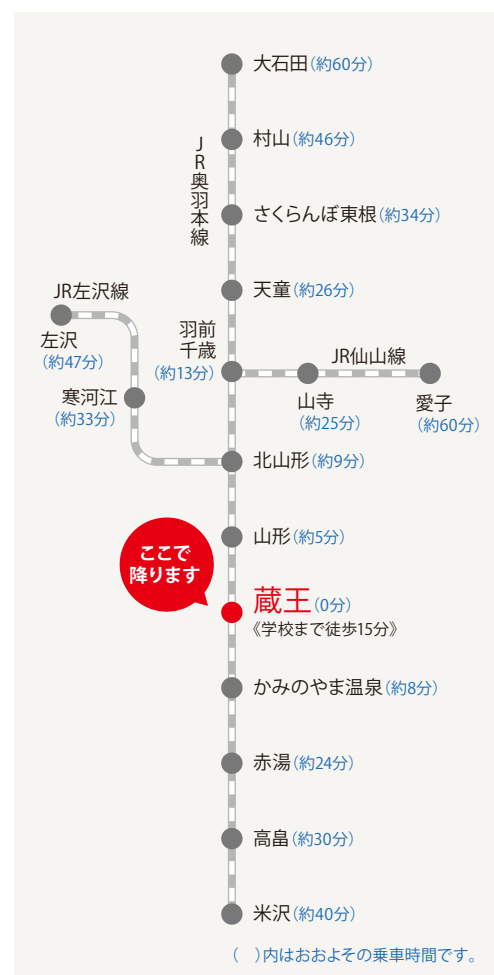 大石田(約60分)
村山(約46分)
JR奥羽本線
さくらんぼ東根(約34分)
天童(約26分)
JR左沢線
左沢
(約47分)
寒河江
(約33分)
羽前
千歳
(約13分)
JR仙山線
山寺
(約25分)
愛子
(約60分)
北山形(約9分)
山形(約5分)
ここで
降ります
蔵王(0分)
《学校まで徒歩15分》
かみのやま温泉(約8分)
赤湯(約24分)
高畠(約30分)
米沢(約40分)
( )内はおおよその乗車時間です。